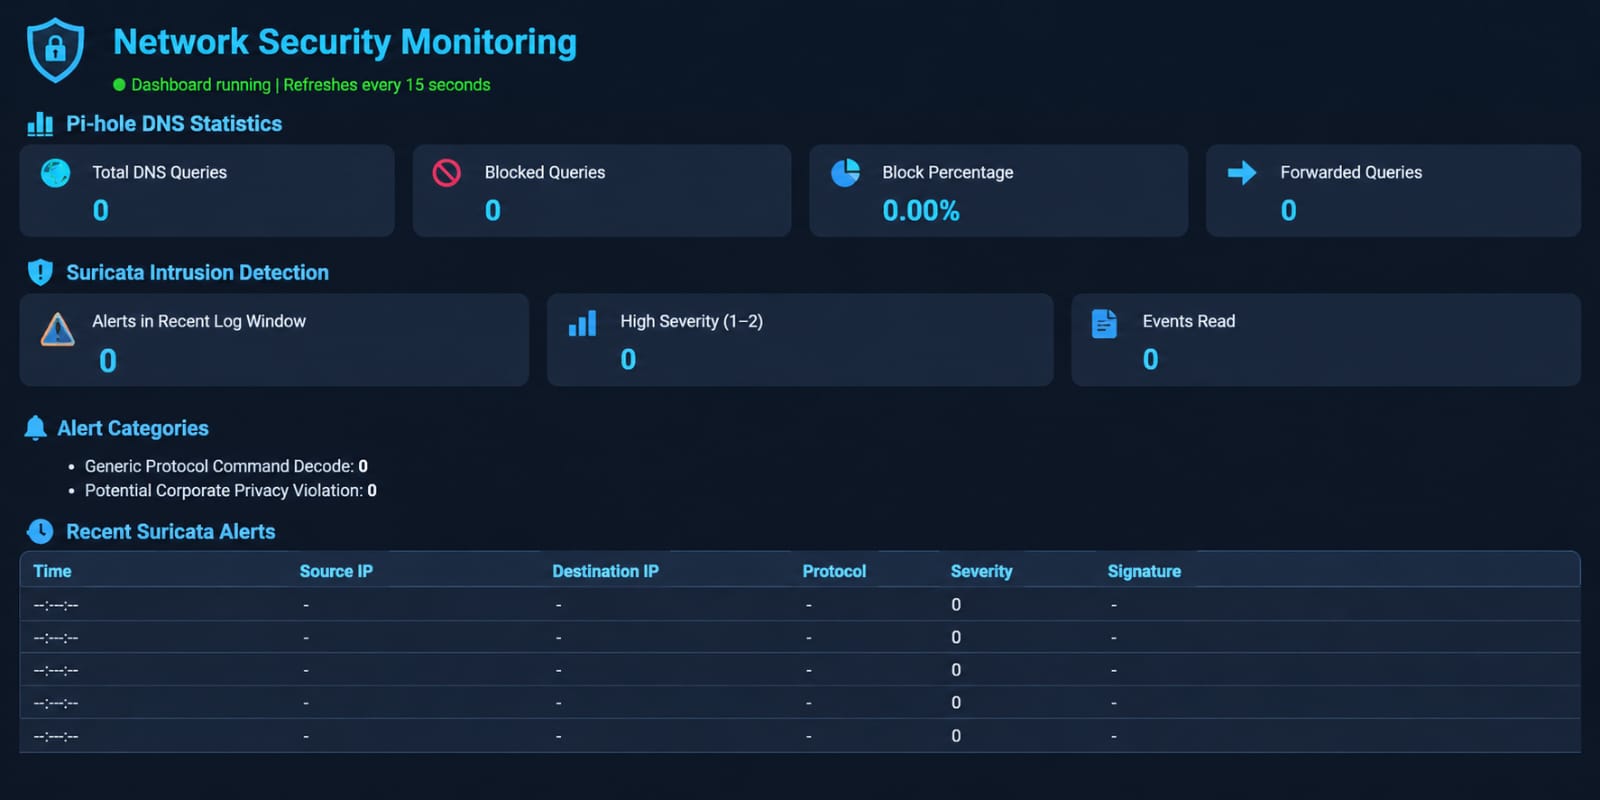 Network Security Monitoring
Dashboard running | Refreshes every 15 seconds
Pi-hole DNS Statistics
Total DNS Queries
0
Blocked Queries
0
Block Percentage
0.00%
Forwarded Queries
0
Suricata Intrusion Detection
Alerts in Recent Log Window
0
High Severity (1–2)
0
Events Read
0
Alert Categories
• Generic Protocol Command Decode: 0
• Potential Corporate Privacy Violation: 0
Recent Suricata Alerts
Time Source IP Destination IP Protocol Severity Signature
--:---:-- - - - 0 -
--:---:-- - - - 0 -
--:---:-- - - - 0 -
--:---:-- - - - 0 -
--:---:-- - - - 0 -